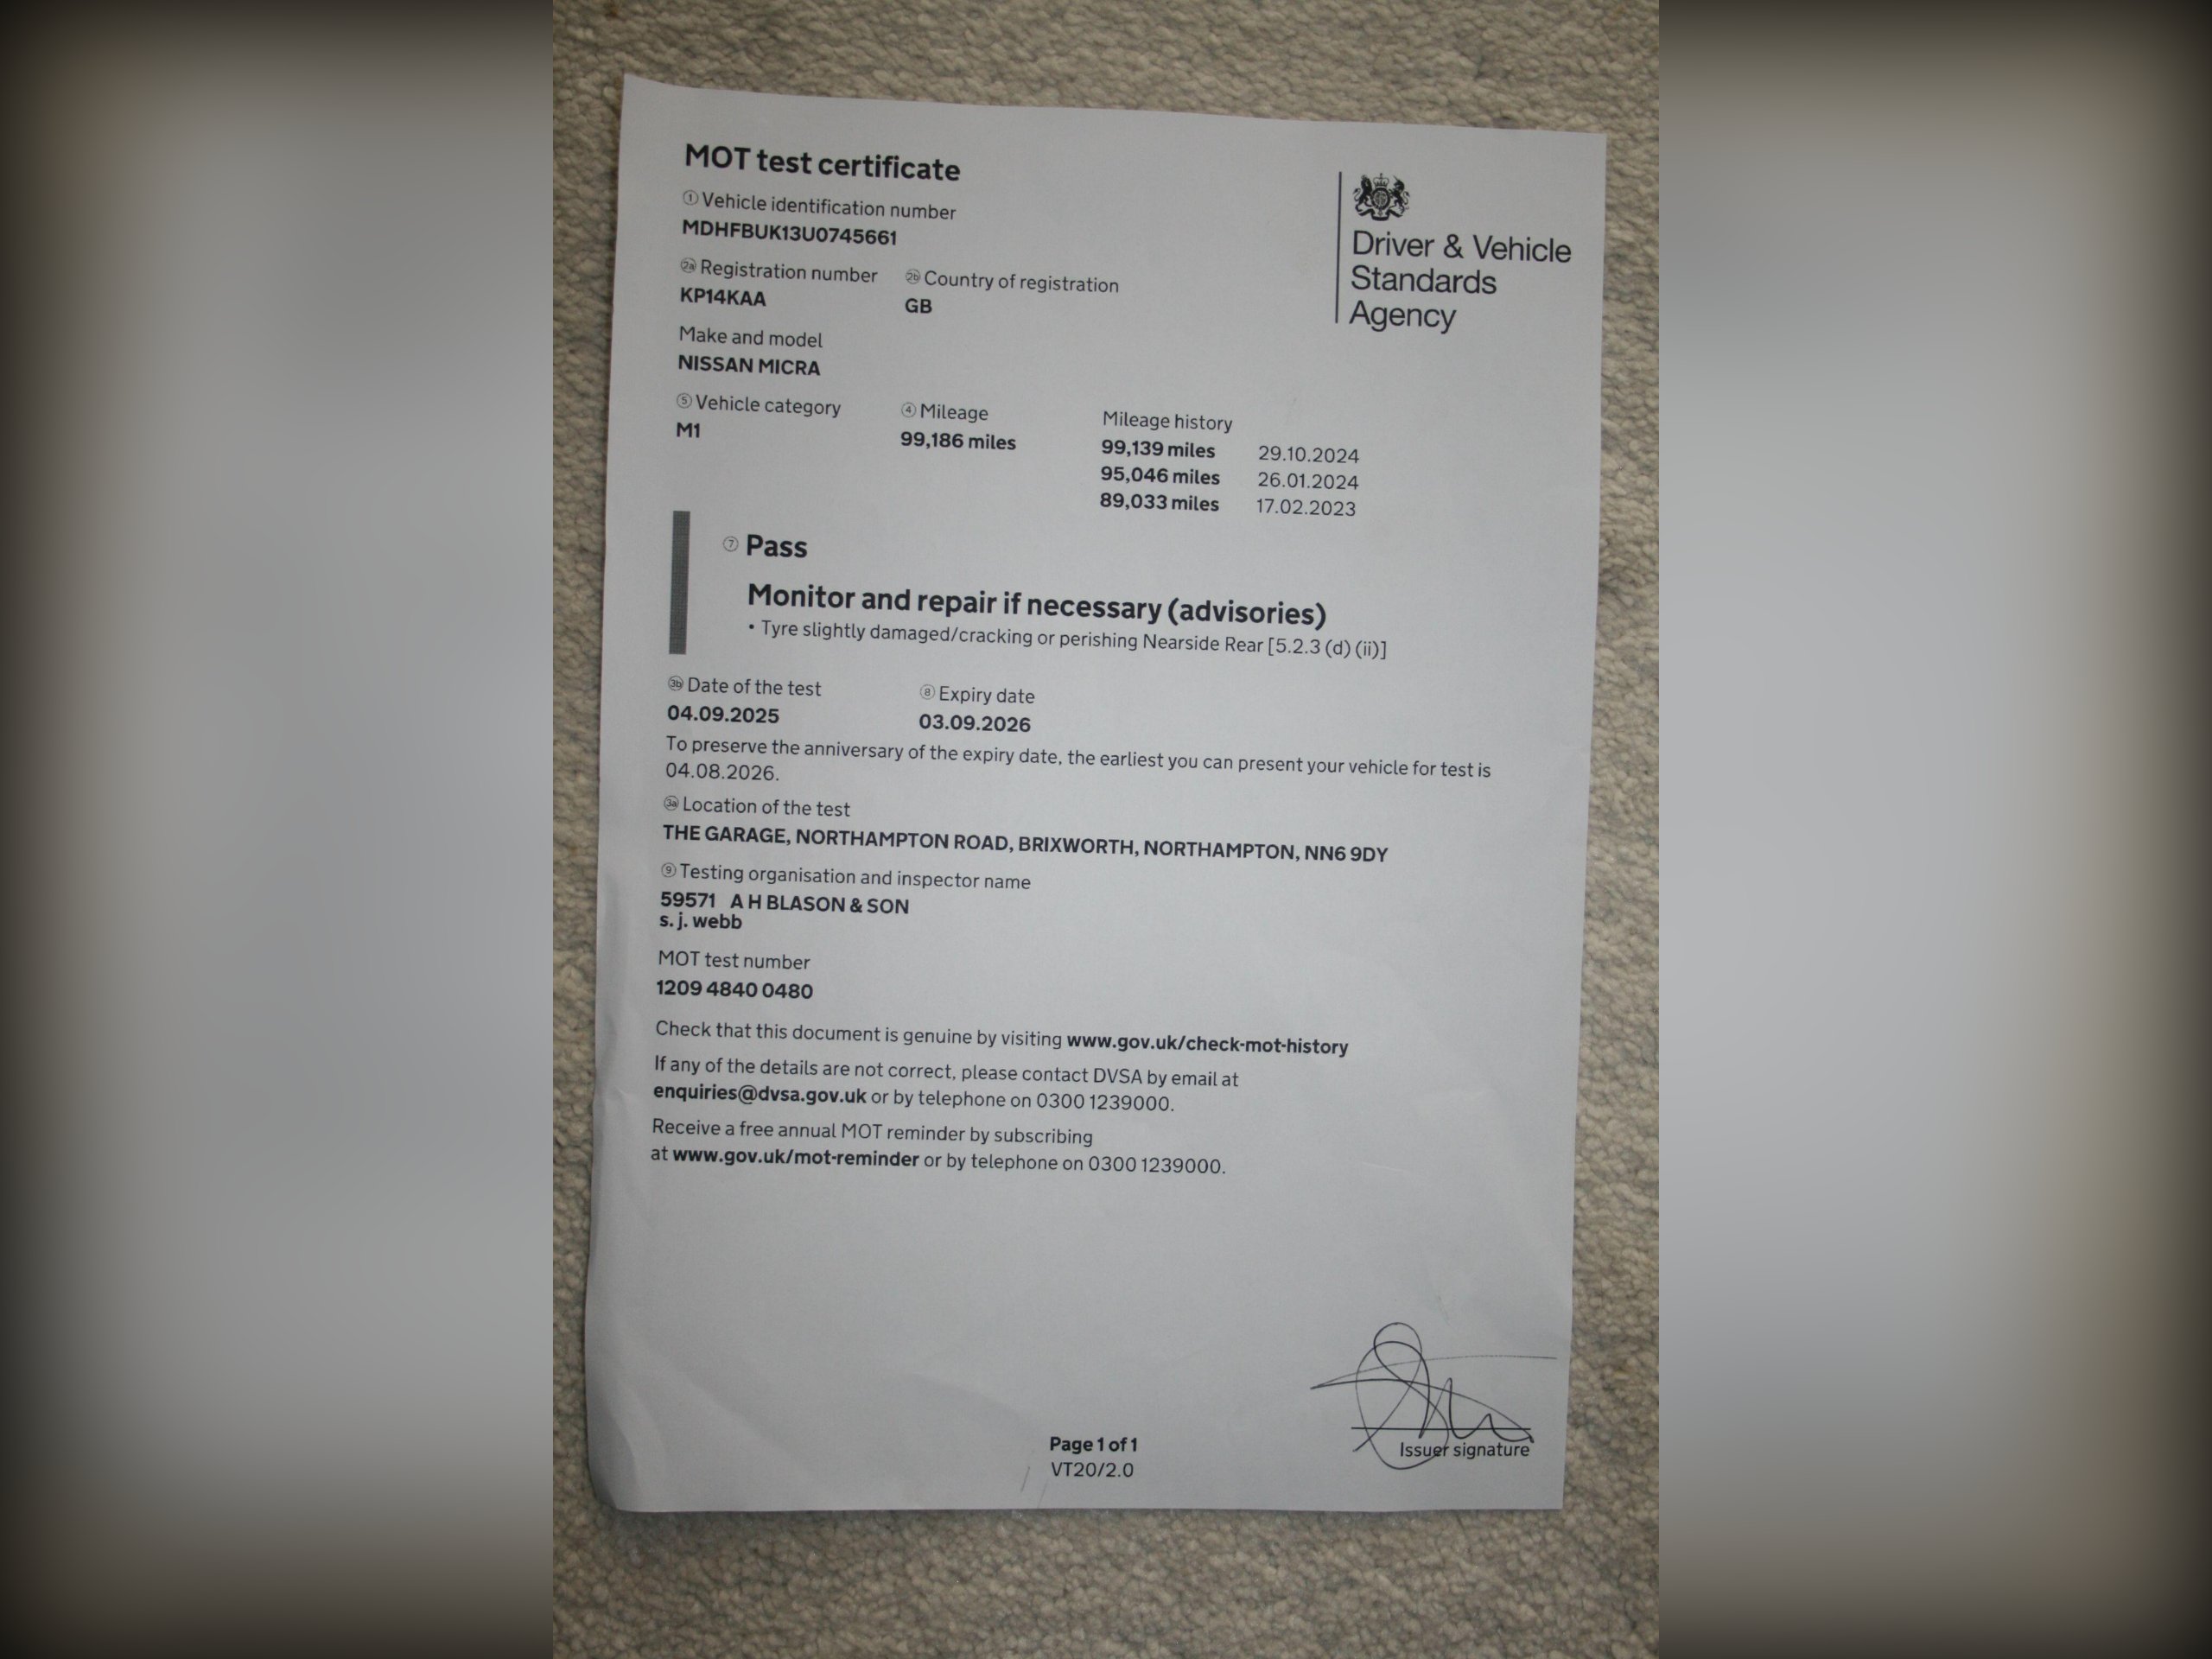 MOT test certificate
① Vehicle identification number
MDHFBUK13U0745661
2a Registration number 2b Country of registration
KP14KAA GB
Make and model
NISSAN MICRA
⑤ Vehicle category ④ Mileage Mileage history
M1 99,186 miles 99,139 miles 29.10.2024
95,046 miles 26.01.2024
89,033 miles 17.02.2023
Driver & Vehicle
Standards
Agency
⑦ Pass
Monitor and repair if necessary (advisories)
• Tyre slightly damaged/cracking or perishing Nearside Rear [5.2.3 (d) (ii)]
3b Date of the test ⑧ Expiry date
04.09.2025 03.09.2026
To preserve the anniversary of the expiry date, the earliest you can present your vehicle for test is
04.08.2026.
3a Location of the test
THE GARAGE, NORTHAMPTON ROAD, BRIXWORTH, NORTHAMPTON, NN6 9DY
⑨ Testing organisation and inspector name
59571 A H BLASON & SON
s. j. webb
MOT test number
1209 4840 0480
Check that this document is genuine by visiting www.gov.uk/check-mot-history
If any of the details are not correct, please contact DVSA by email at
enquiries@dvsa.gov.uk or by telephone on 0300 1239000.
Receive a free annual MOT reminder by subscribing
at www.gov.uk/mot-reminder or by telephone on 0300 1239000.
Issuer signature
Page 1 of 1
VT20/2.0